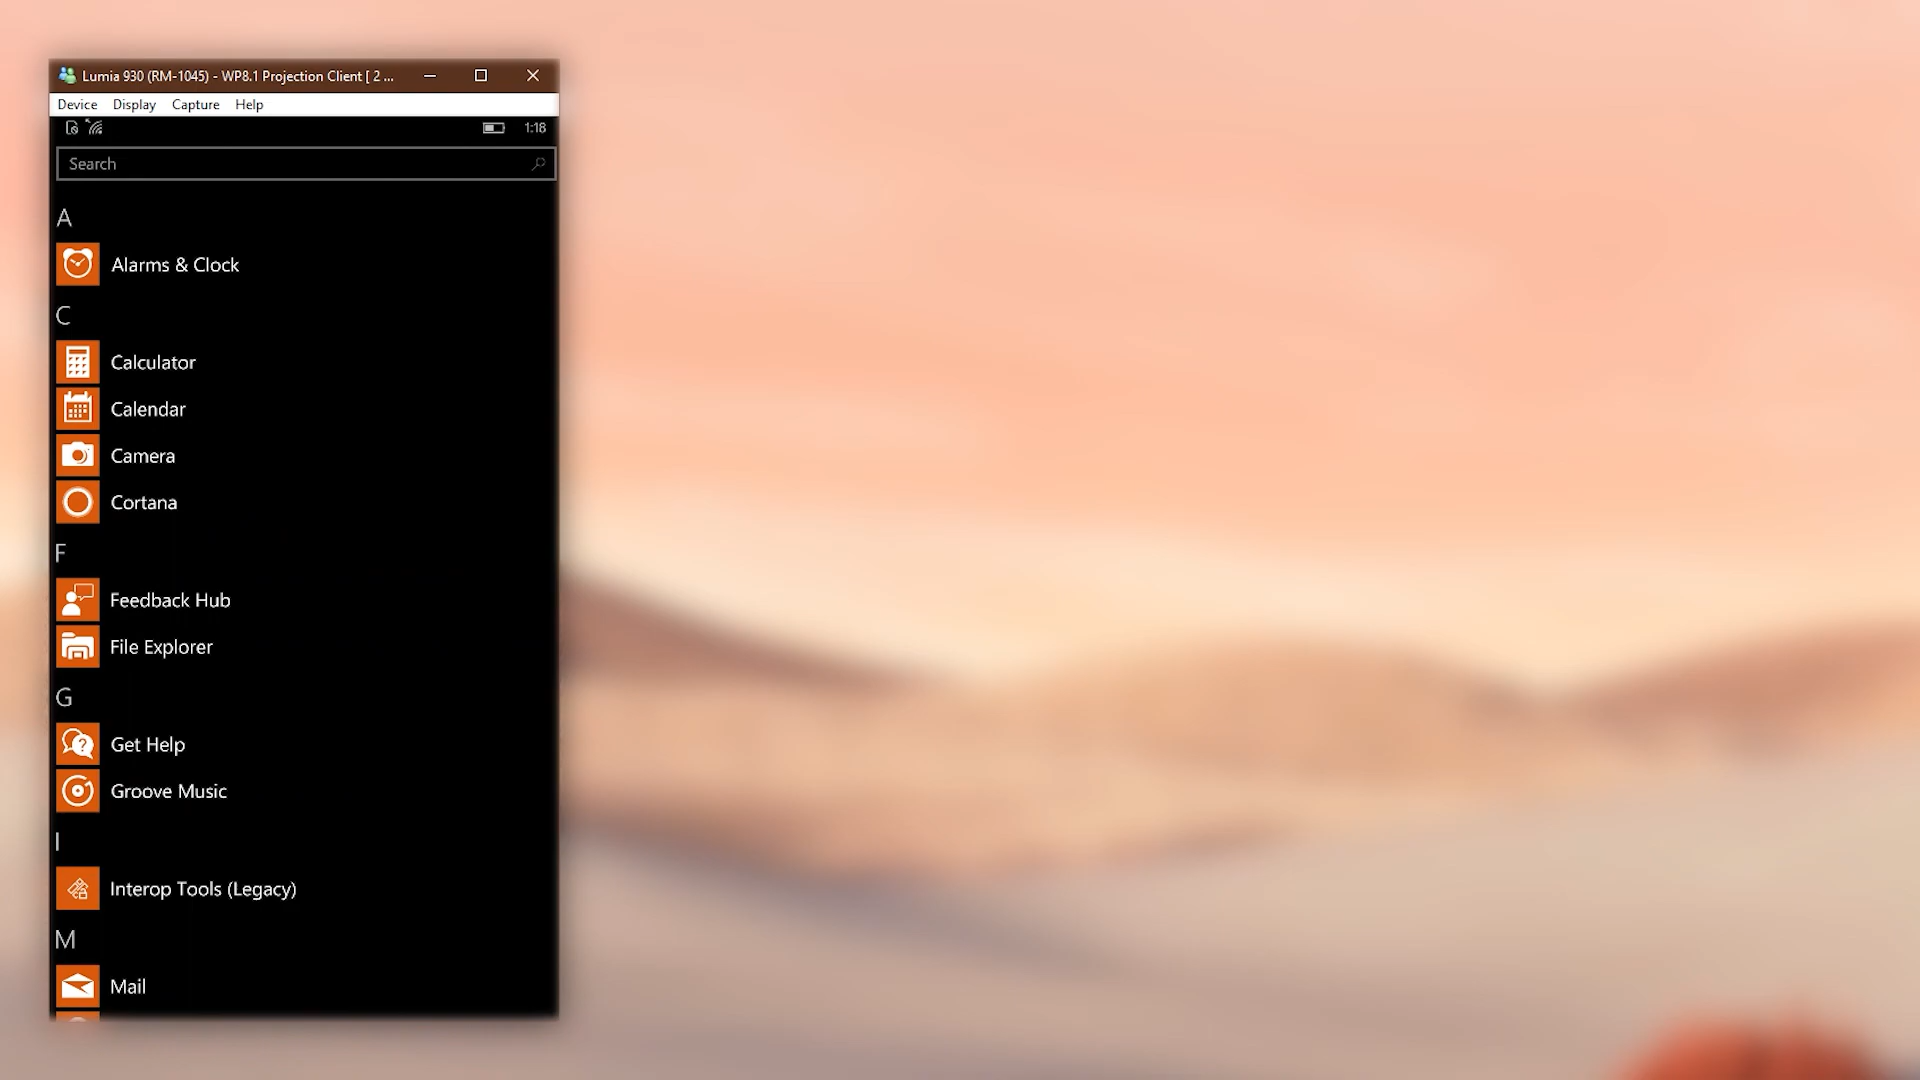 Lumia 930 (RM-1045) - WP8.1 Projection Client [ 2 ...
Device Display Capture Help
1:18
Search
A
Alarms & Clock
C
Calculator
Calendar
Camera
Cortana
F
Feedback Hub
File Explorer
G
Get Help
Groove Music
I
Interop Tools (Legacy)
M
Mail